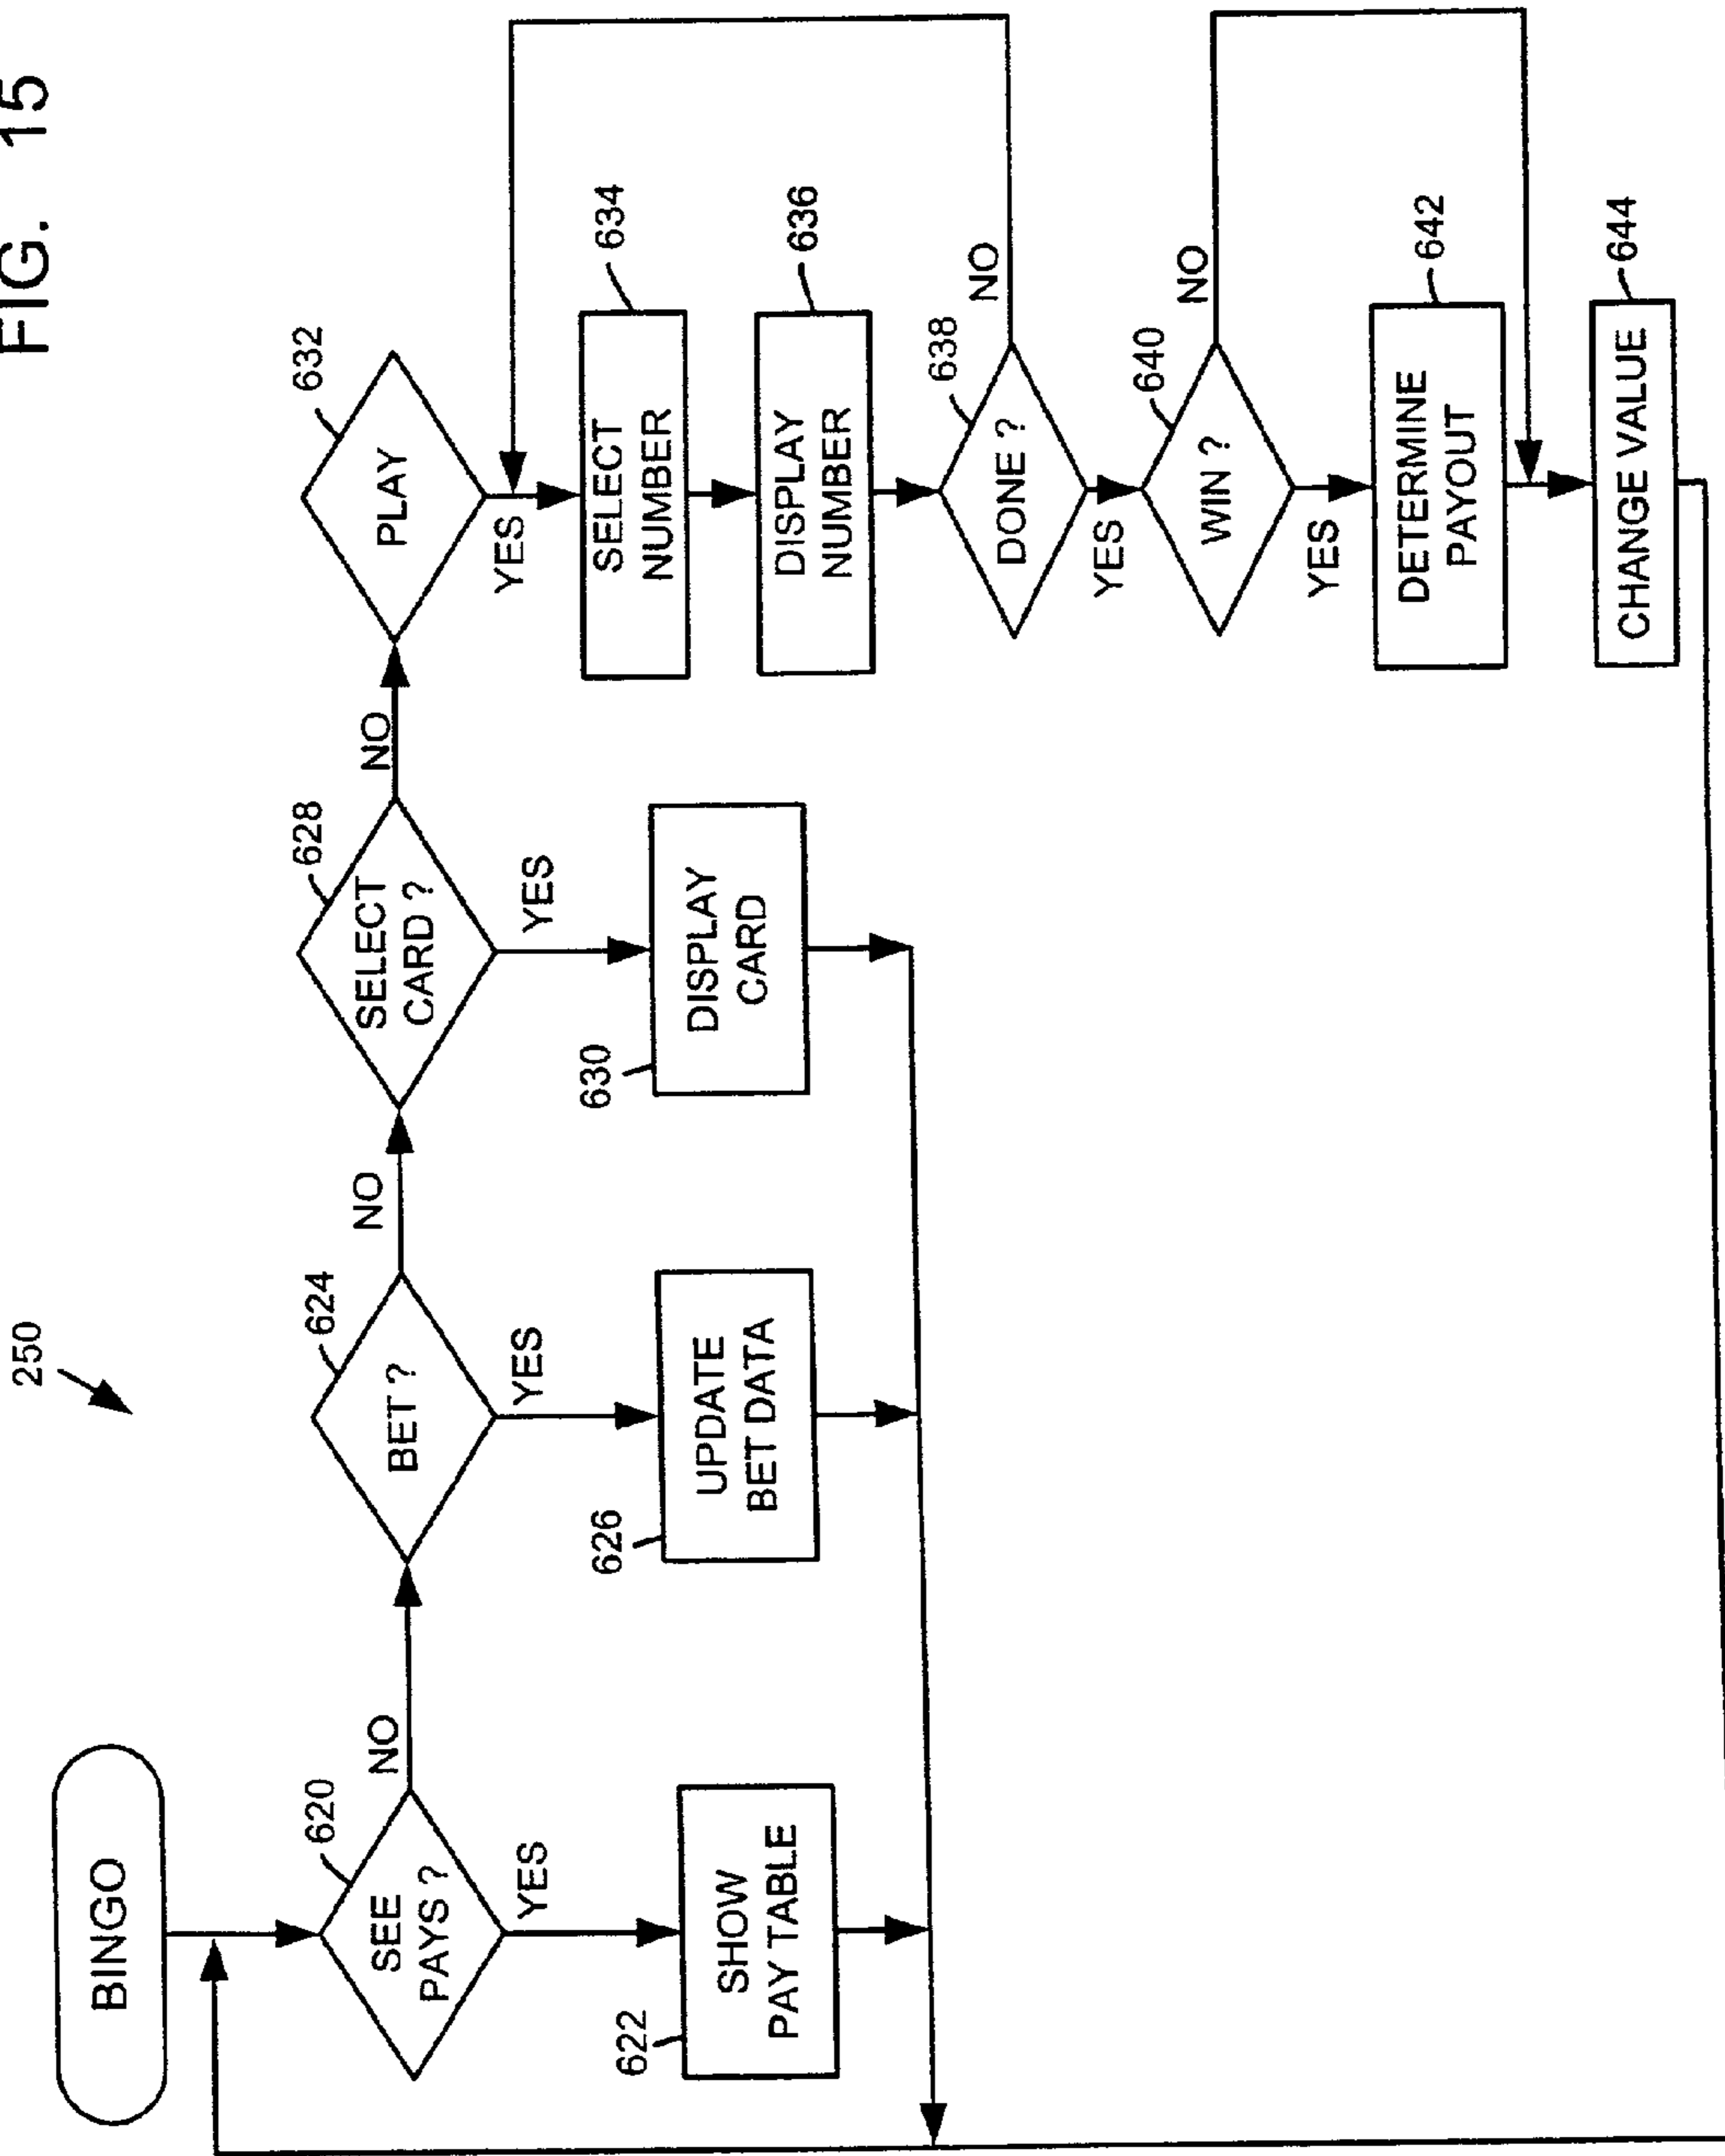 FIG. 15
250
BINGO
620
SEE
PAYS ?
NO
YES
622
SHOW
PAY TABLE
624
BET ?
NO
YES
626
UPDATE
BET DATA
628
SELECT
CARD ?
NO
YES
630
DISPLAY
CARD
632
PLAY
YES
634
SELECT
NUMBER
636
DISPLAY
NUMBER
638
DONE ?
NO
YES
640
WIN ?
NO
YES
642
DETERMINE
PAYOUT
644
CHANGE VALUE